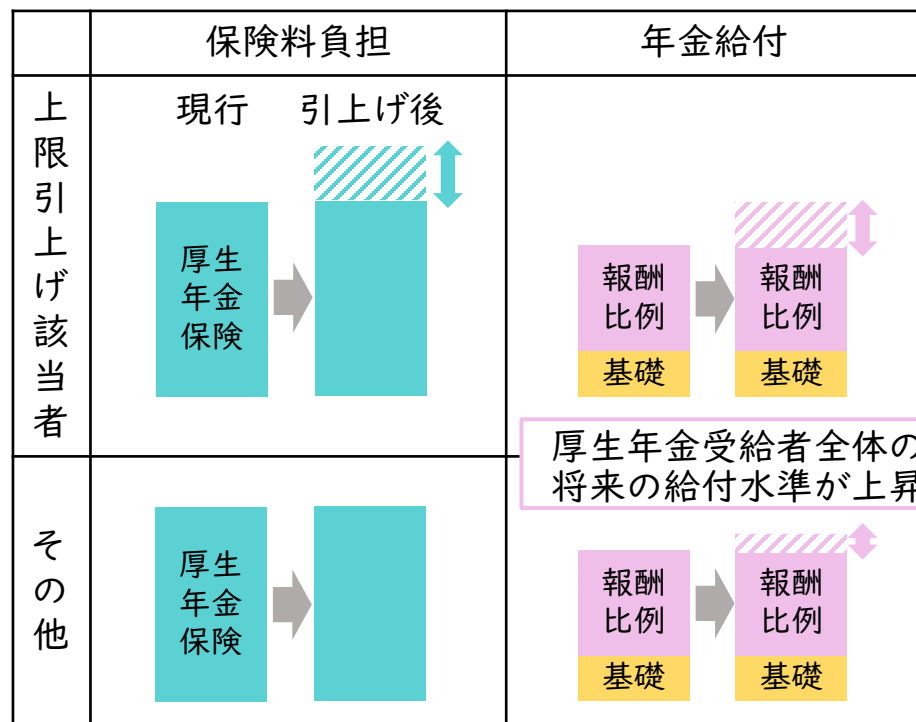 保険料負担
年金給付
上限引上げ該当者
現行
引上げ後
厚生
年金
保険
報酬
比例
基礎
報酬
比例
基礎
厚生年金受給者全体の
将来の給付水準が上昇
その他
厚生
年金
保険
報酬
比例
基礎
報酬
比例
基礎